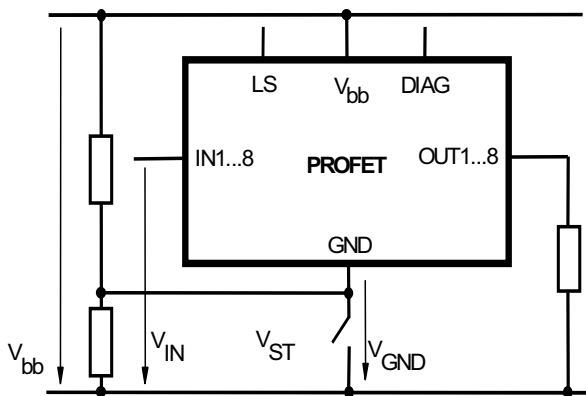 LS
Vbb
DIAG
IN1...8
PROFET
OUT1...8
GND
Vbb
VIN
VST
VGND